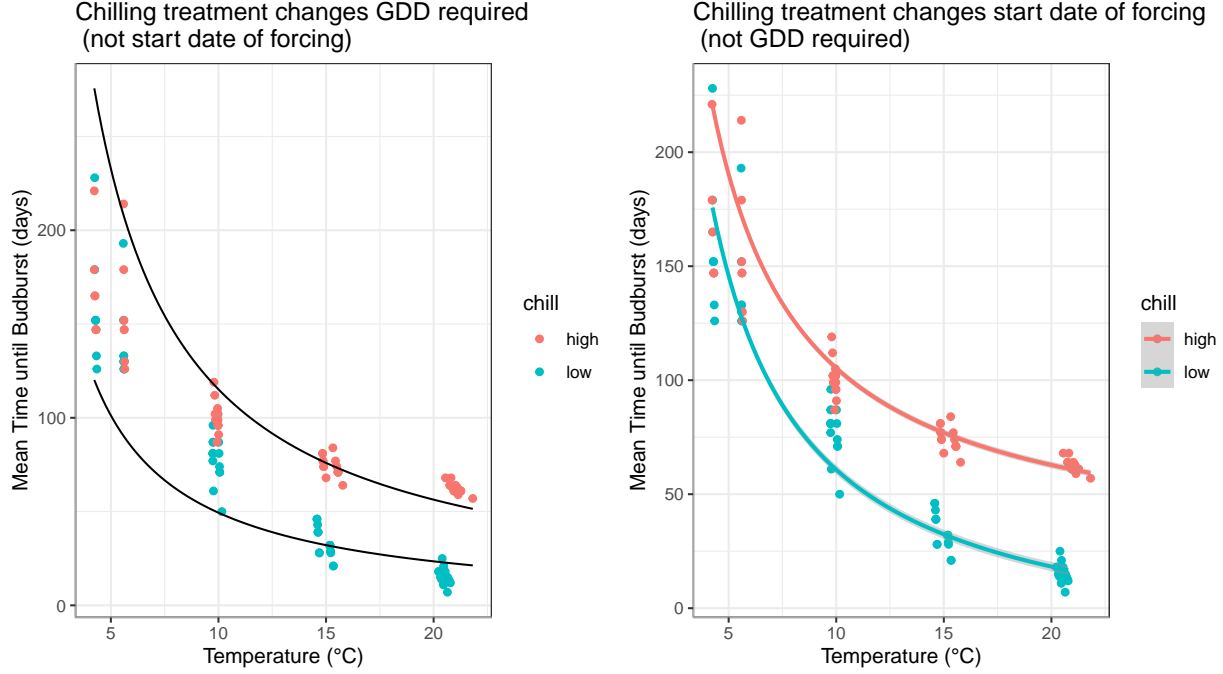 Chilling treatment changes GDD required
(not start date of forcing)
Mean Time until Budburst (days)
200
100
0
5
10
15
20
Temperature (°C)
chill
high
low
Chilling treatment changes start date of forcing
(not GDD required)
Mean Time until Budburst (days)
200
150
100
50
0
5
10
15
20
Temperature (°C)
chill
high
low